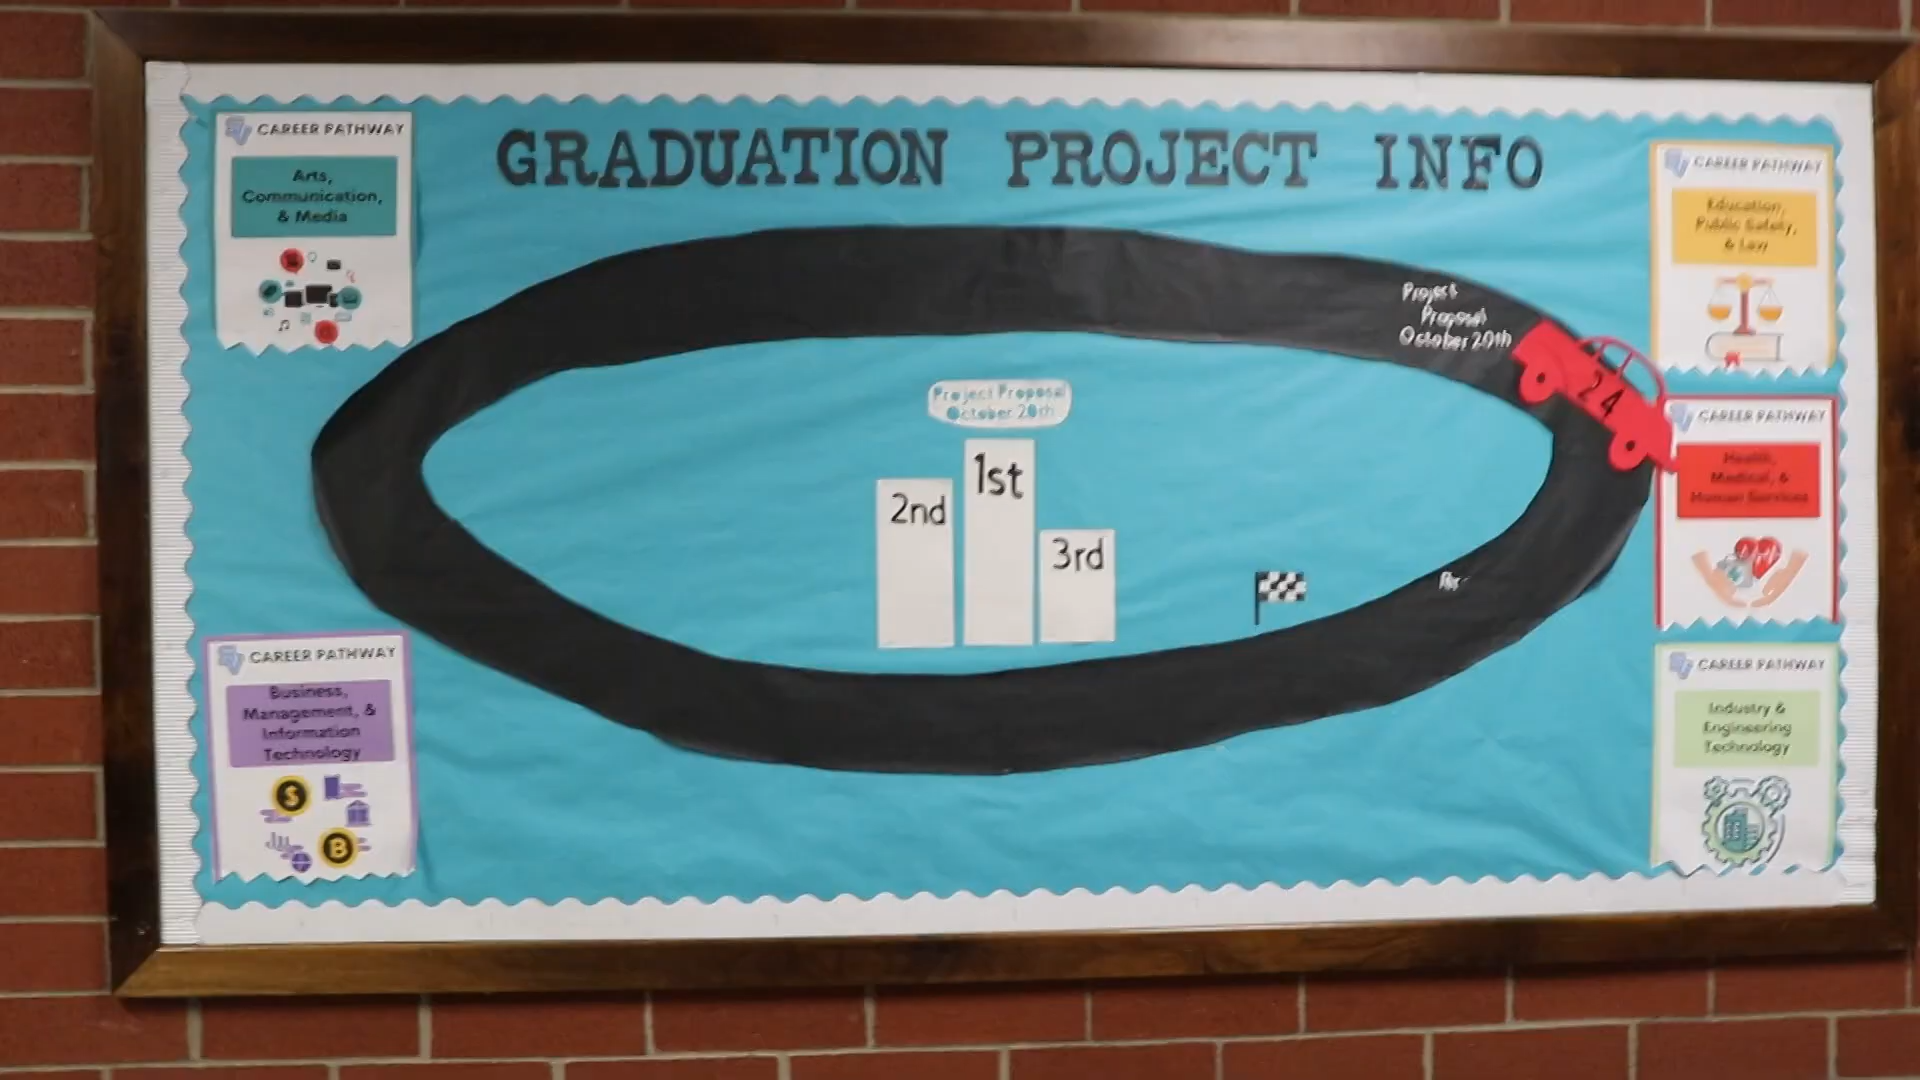 GRADUATION PROJECT INFO
CAREER PATHWAY
Arts,
Communication,
& Media
CAREER PATHWAY
Education,
Public Safety,
& Law
Project
Proposal
October 20th
24
Project Proposal
October 20th
1st
2nd
3rd
CAREER PATHWAY
Health,
Medical, &
Human Services
CAREER PATHWAY
Business,
Management, &
Information
Technology
CAREER PATHWAY
Industry &
Engineering
Technology